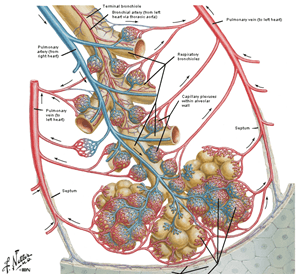 Terminal bronchiole
Bronchial artery (from left
heart via thoracic aorta)
Pulmonary vein (to left heart)
Pulmonary
artery (from
right heart)
Respiratory
bronchioles
Capillary plexuses
within alveolar
wall
Pulmonary
vein (to
left heart)
Septum
Septum